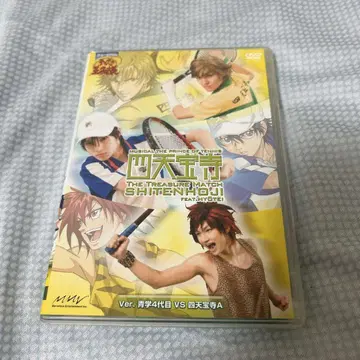 DVD
MUSICAL THE PRINCE OF TENNIS
四天宝寺
THE TREASURE MATCH
SHITENHOJI
FEAT. HYOTEI
Ver. 青学4代目 VS 四天宝寺A